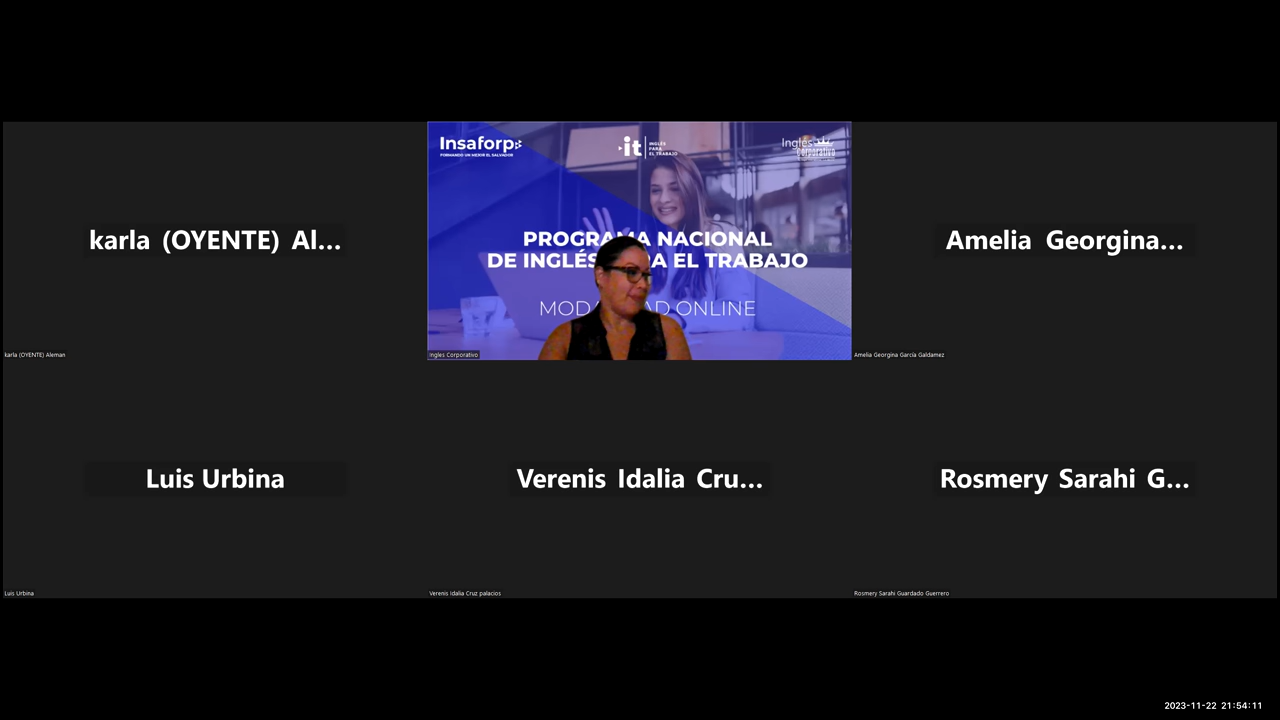 karla (OYENTE) Al...
karla (OYENTE) Aleman
Insaforp
FORMANDO UN MEJOR EL SALVADOR
it
INGLÉS
PARA
EL TRABAJO
Inglés
Corporativo
PROGRAMA NACIONAL
DE INGLÉS PARA EL TRABAJO
MODALIDAD ONLINE
Ingles Corporativo
Amelia Georgina...
Amelia Georgina García Galdamez
Luis Urbina
Luis Urbina
Verenis Idalia Cru...
Verenis Idalia Cruz palacios
Rosmery Sarahi G...
Rosmery Sarahi Guardado Guerrero
2023-11-22 21:54:11